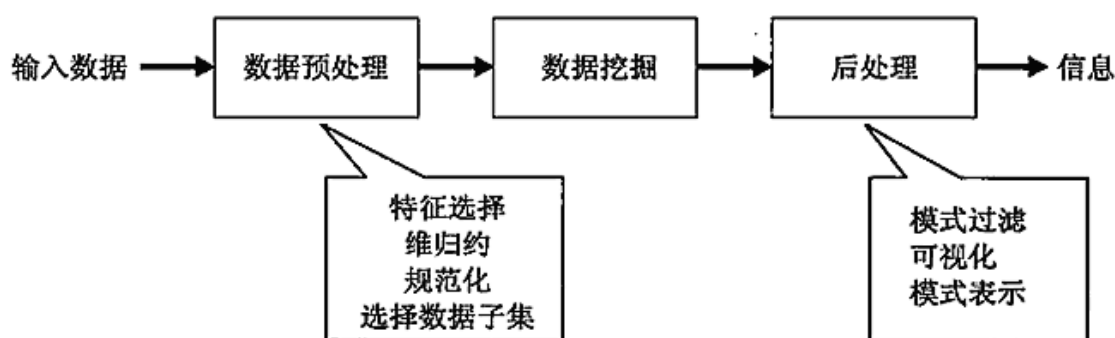 输入数据
数据预处理
数据挖掘
后处理
信息
特征选择
维归约
规范化
选择数据子集
模式过滤
可视化
模式表示